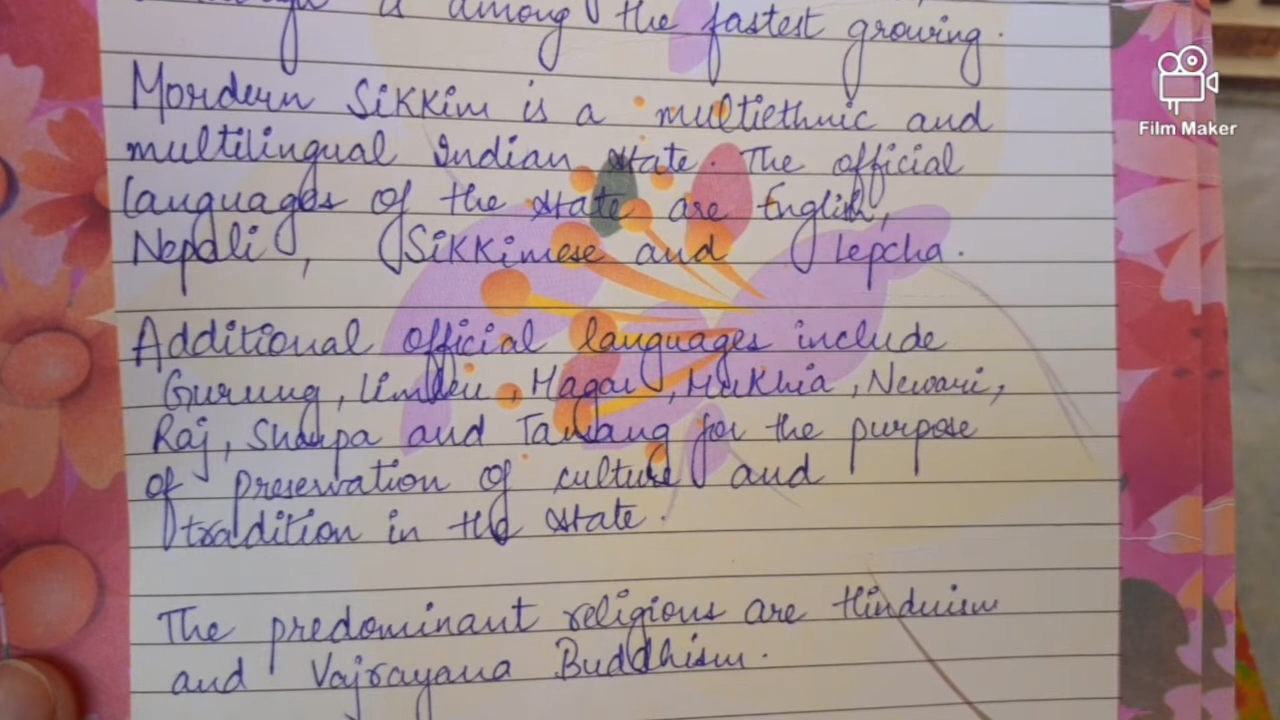 is among the fastest growing.
Mordern Sikkim is a multiethnic and
multilingual Indian state. The official
languages of the state are English,
Nepali, Sikkimese and Lepcha.
Additional official languages include
Gurung, Limbu, Magar, Mukhia, Newari,
Raj, Sharpa and Tamang for the purpose
of preservation of culture and
tradition in the state.
The predominant religious are Hinduism
and Vajrayana Buddhism.
Film Maker